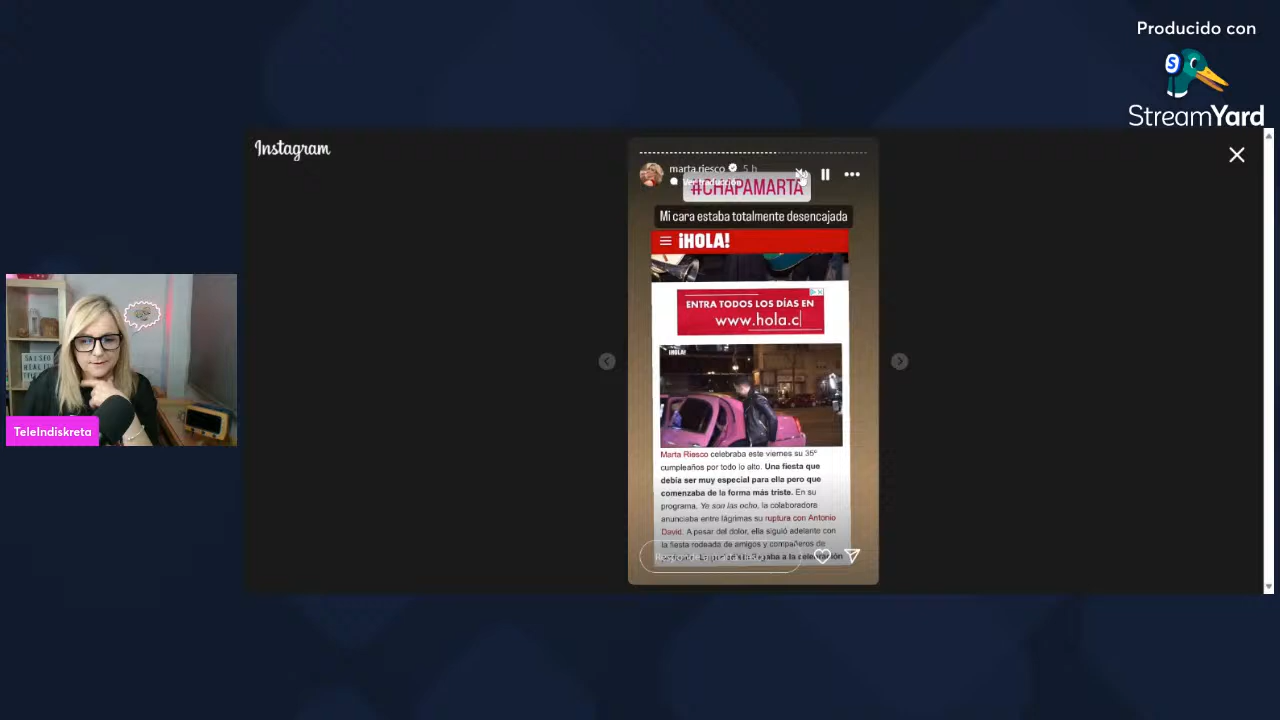 Producido con
StreamYard
Instagram
marta riesco 5 h
Ver traducción
#CHAPAMARTA
Mi cara estaba totalmente desencajada
¡HOLA!
ENTRA TODOS LOS DÍAS EN
www.hola.c
¡HOLA!
Marta Riesco celebraba este viernes su 35º
cumpleaños por todo lo alto. Una fiesta que
debía ser muy especial para ella pero que
comenzaba de la forma más triste. En su
programa, Ya son las ocho, la colaboradora
anunciaba entre lágrimas su ruptura con Antonio
David. A pesar del dolor, ella siguió adelante con
la fiesta rodeada de amigos y compañeros de
a la celebración
TeleIndiskreta